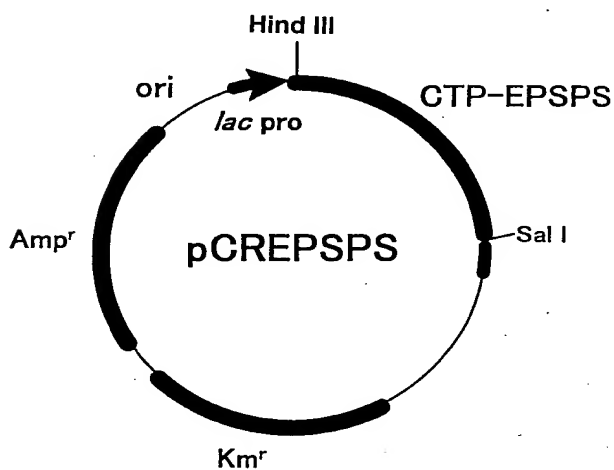 Hind III
ori
lac pro
CTP-EPSPS
Ampʳ
pCREPSPS
Sal I
Kmʳ